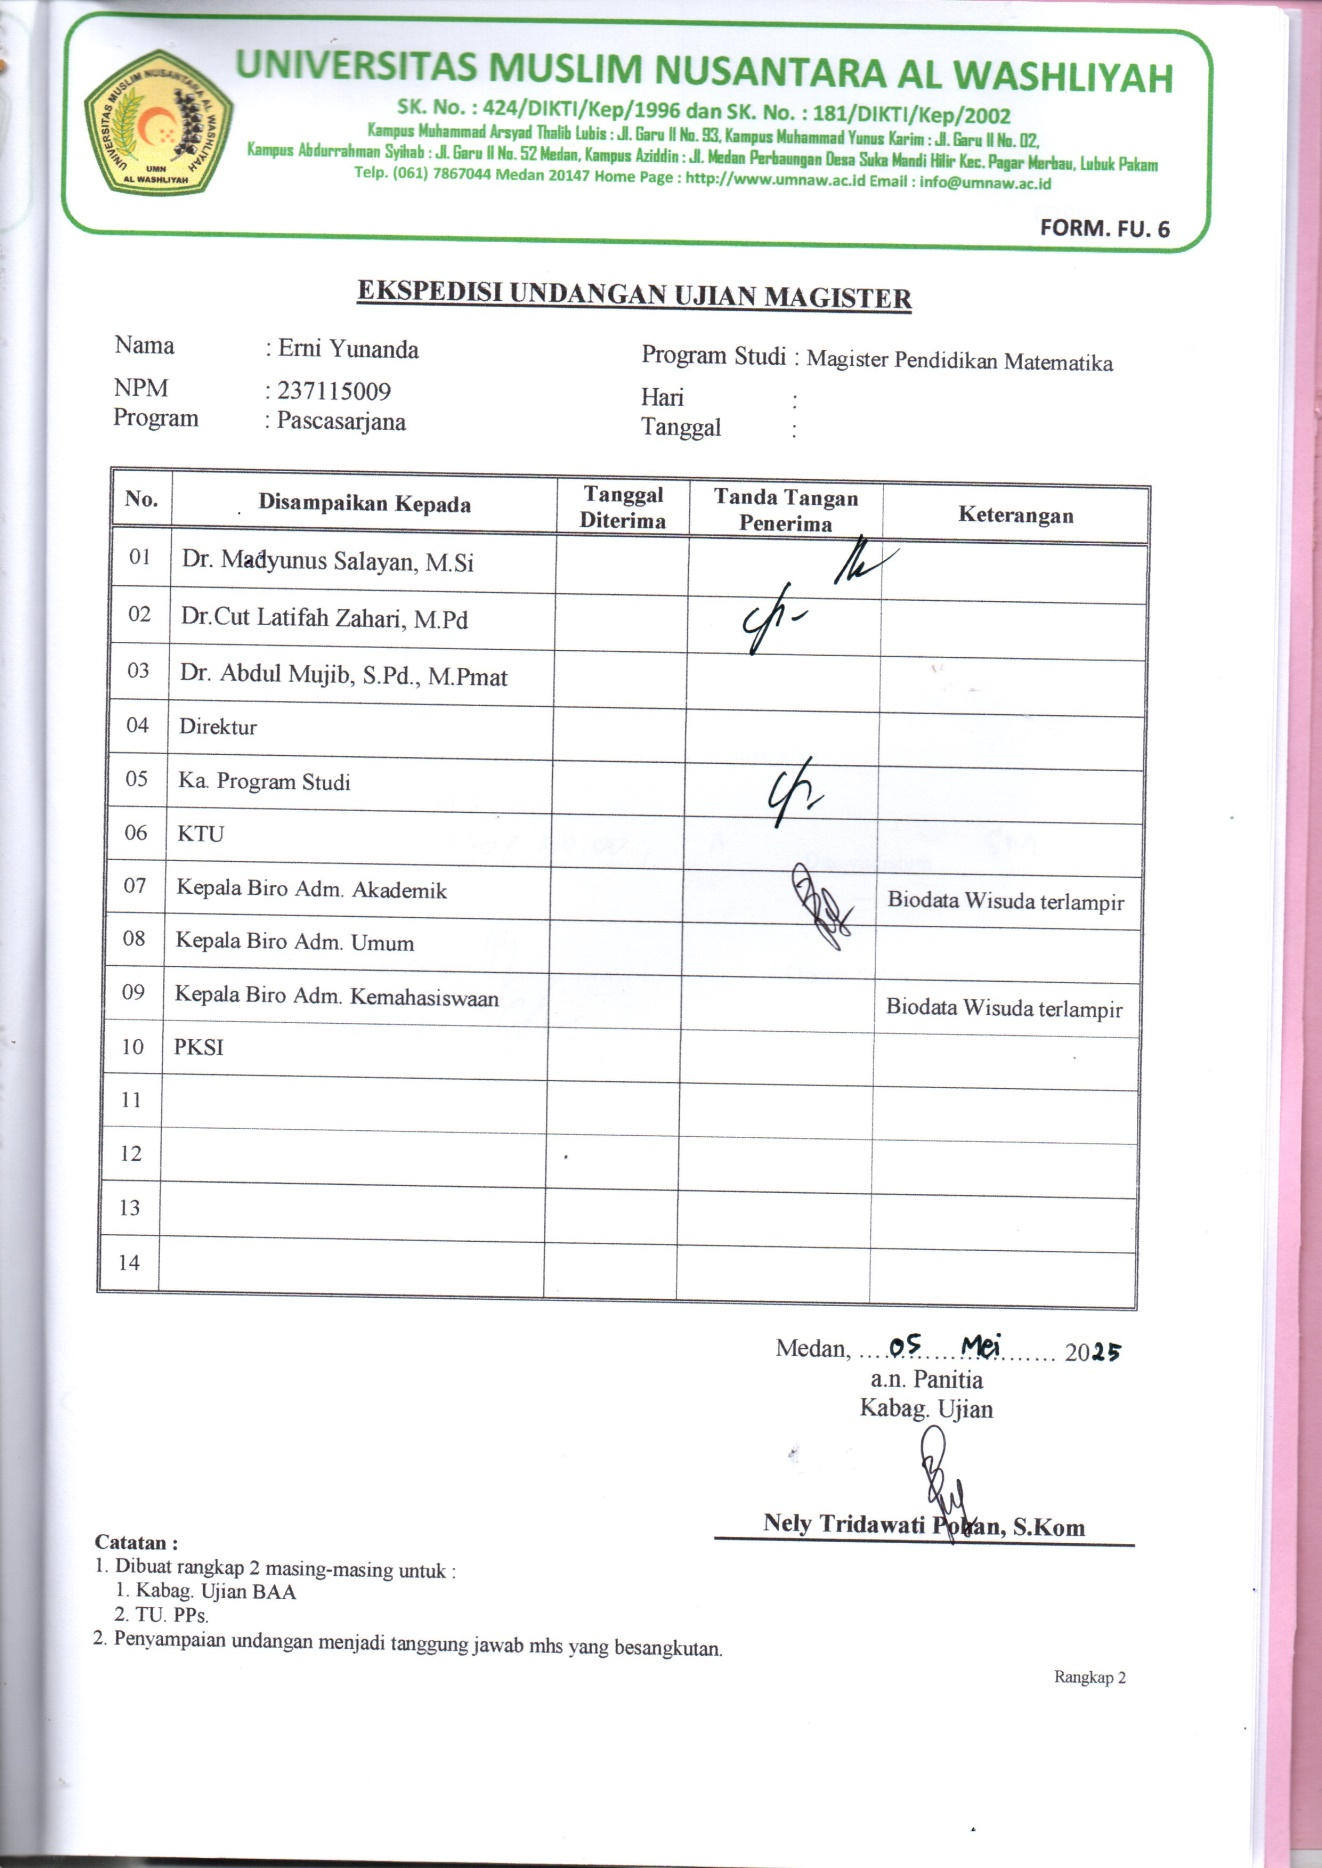 UNIVERSITAS MUSLIM NUSANTARA AL WASHLIYAH
SK. No. : 424/DIKTI/Kep/1996 dan SK. No. : 181/DIKTI/Kep/2002
Kampus Muhammad Arsyad Thalib Lubis : Jl. Garu II No. 93, Kampus Muhammad Yunus Karim : Jl. Garu II No. 02,
Kampus Abdurrahman Syihab : Jl. Garu II No. 52 Medan, Kampus Aziddin : Jl. Medan Perbaungan Desa Suka Mandi Hilir Kec. Pagar Merbau, Lubuk Pakam
Telp. (061) 7867044 Medan 20147 Home Page : http://www.umnaw.ac.id Email : info@umnaw.ac.id
UNIVERSITAS MUSLIM NUSANTARA AL WASHLIYAH
UMN
AL WASHLIYAH
FORM. FU. 6
EKSPEDISI UNDANGAN UJIAN MAGISTER
Nama : Erni Yunanda Program Studi : Magister Pendidikan Matematika
NPM : 237115009 Hari :
Program : Pascasarjana Tanggal :
No. Disampaikan Kepada Tanggal Diterima Tanda Tangan Penerima Keterangan
01 Dr. Madyunus Salayan, M.Si
02 Dr.Cut Latifah Zahari, M.Pd
03 Dr. Abdul Mujib, S.Pd., M.Pmat
04 Direktur
05 Ka. Program Studi
06 KTU
07 Kepala Biro Adm. Akademik Biodata Wisuda terlampir
08 Kepala Biro Adm. Umum
09 Kepala Biro Adm. Kemahasiswaan Biodata Wisuda terlampir
10 PKSI
11
12
13
14
Medan, .... 05 ...... Mei ....... 2025
a.n. Panitia
Kabag. Ujian
Nely Tridawati Pohan, S.Kom
Catatan :
1. Dibuat rangkap 2 masing-masing untuk :
1. Kabag. Ujian BAA
2. TU. PPs.
2. Penyampaian undangan menjadi tanggung jawab mhs yang besangkutan.
Rangkap 2